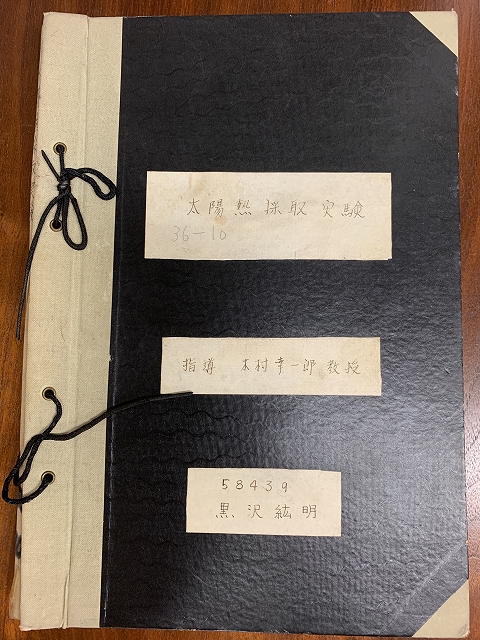 太陽熱採取実験
36-10
指導 木村幸一郎教授
58439
黒沢紘明